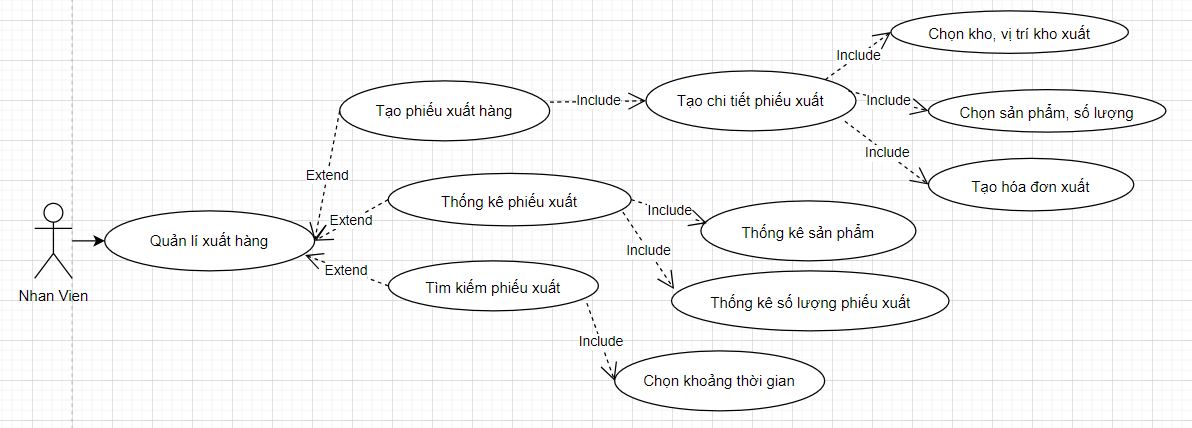 Chọn kho, vị trí kho xuất
Include
Tạo phiếu xuất hàng
Include
Tạo chi tiết phiếu xuất
Include
Chọn sản phẩm, số lượng
Include
Tạo hóa đơn xuất
Extend
Thống kê phiếu xuất
Include
Extend
Thống kê sản phẩm
Quản lí xuất hàng
Include
Extend
Tìm kiếm phiếu xuất
Nhan Vien
Thống kê số lượng phiếu xuất
Include
Chọn khoảng thời gian